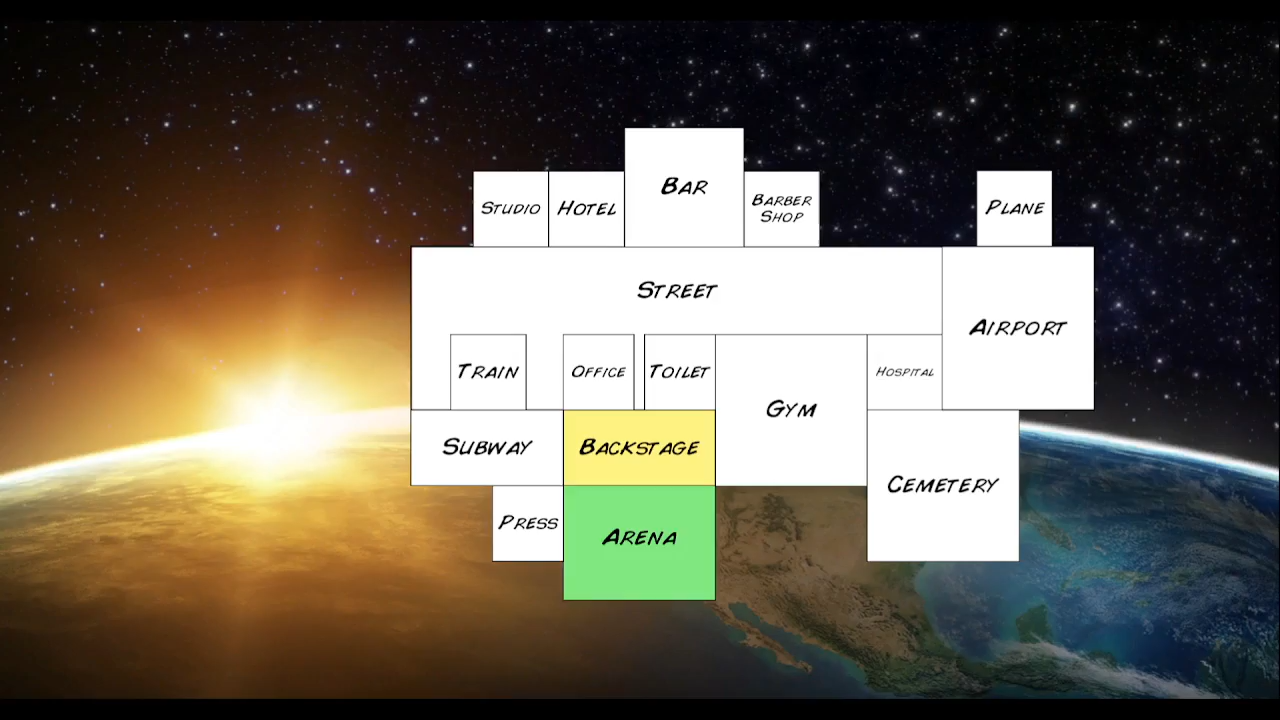 Bar
Studio
Hotel
Barber
Shop
Plane
Street
Airport
Train
Office
Toilet
Hospital
Gym
Subway
Backstage
Cemetery
Press
Arena